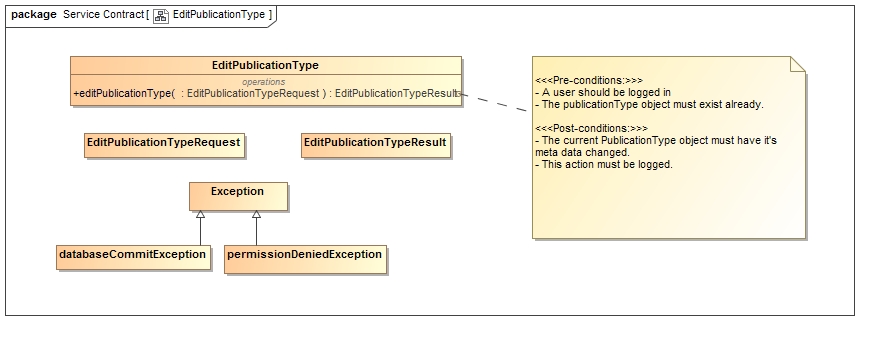 package Service Contract [ EditPublicationType ]
EditPublicationType
operations
+editPublicationType( : EditPublicationTypeRequest ) : EditPublicationTypeResult
EditPublicationTypeRequest
EditPublicationTypeResult
Exception
databaseCommitException
permissionDeniedException
<<<Pre-conditions:>>>
- A user should be logged in
- The publicationType object must exist already.
<<<Post-conditions:>>>
- The current PublicationType object must have it's
meta data changed.
- This action must be logged.